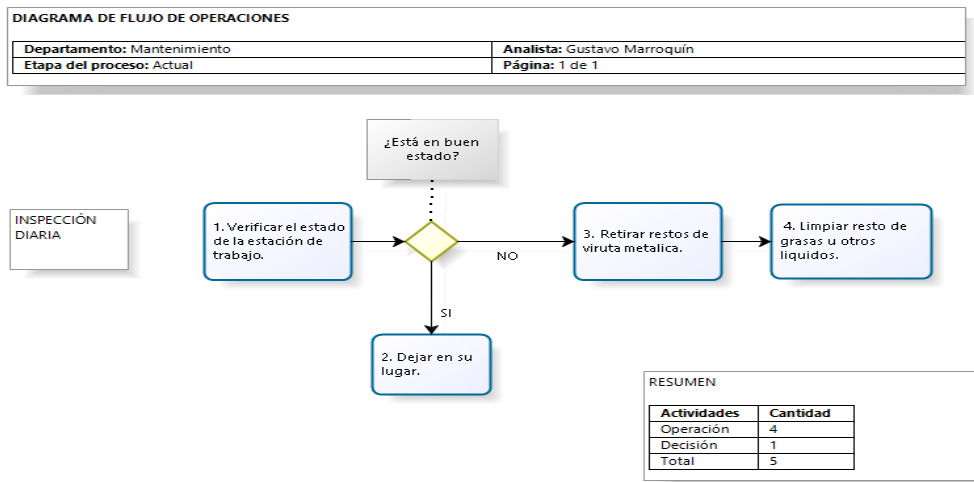 DIAGRAMA DE FLUJO DE OPERACIONES
Departamento: Mantenimiento
Analista: Gustavo Marroquín
Etapa del proceso: Actual
Página: 1 de 1
¿Está en buen
estado?
INSPECCIÓN
DIARIA
1. Verificar el estado
de la estación de
trabajo.
NO
3. Retirar restos de
viruta metalica.
4. Limpiar resto de
grasas u otros
liquidos.
SI
2. Dejar en su
lugar.
RESUMEN
Actividades Cantidad
Operación 4
Decisión 1
Total 5